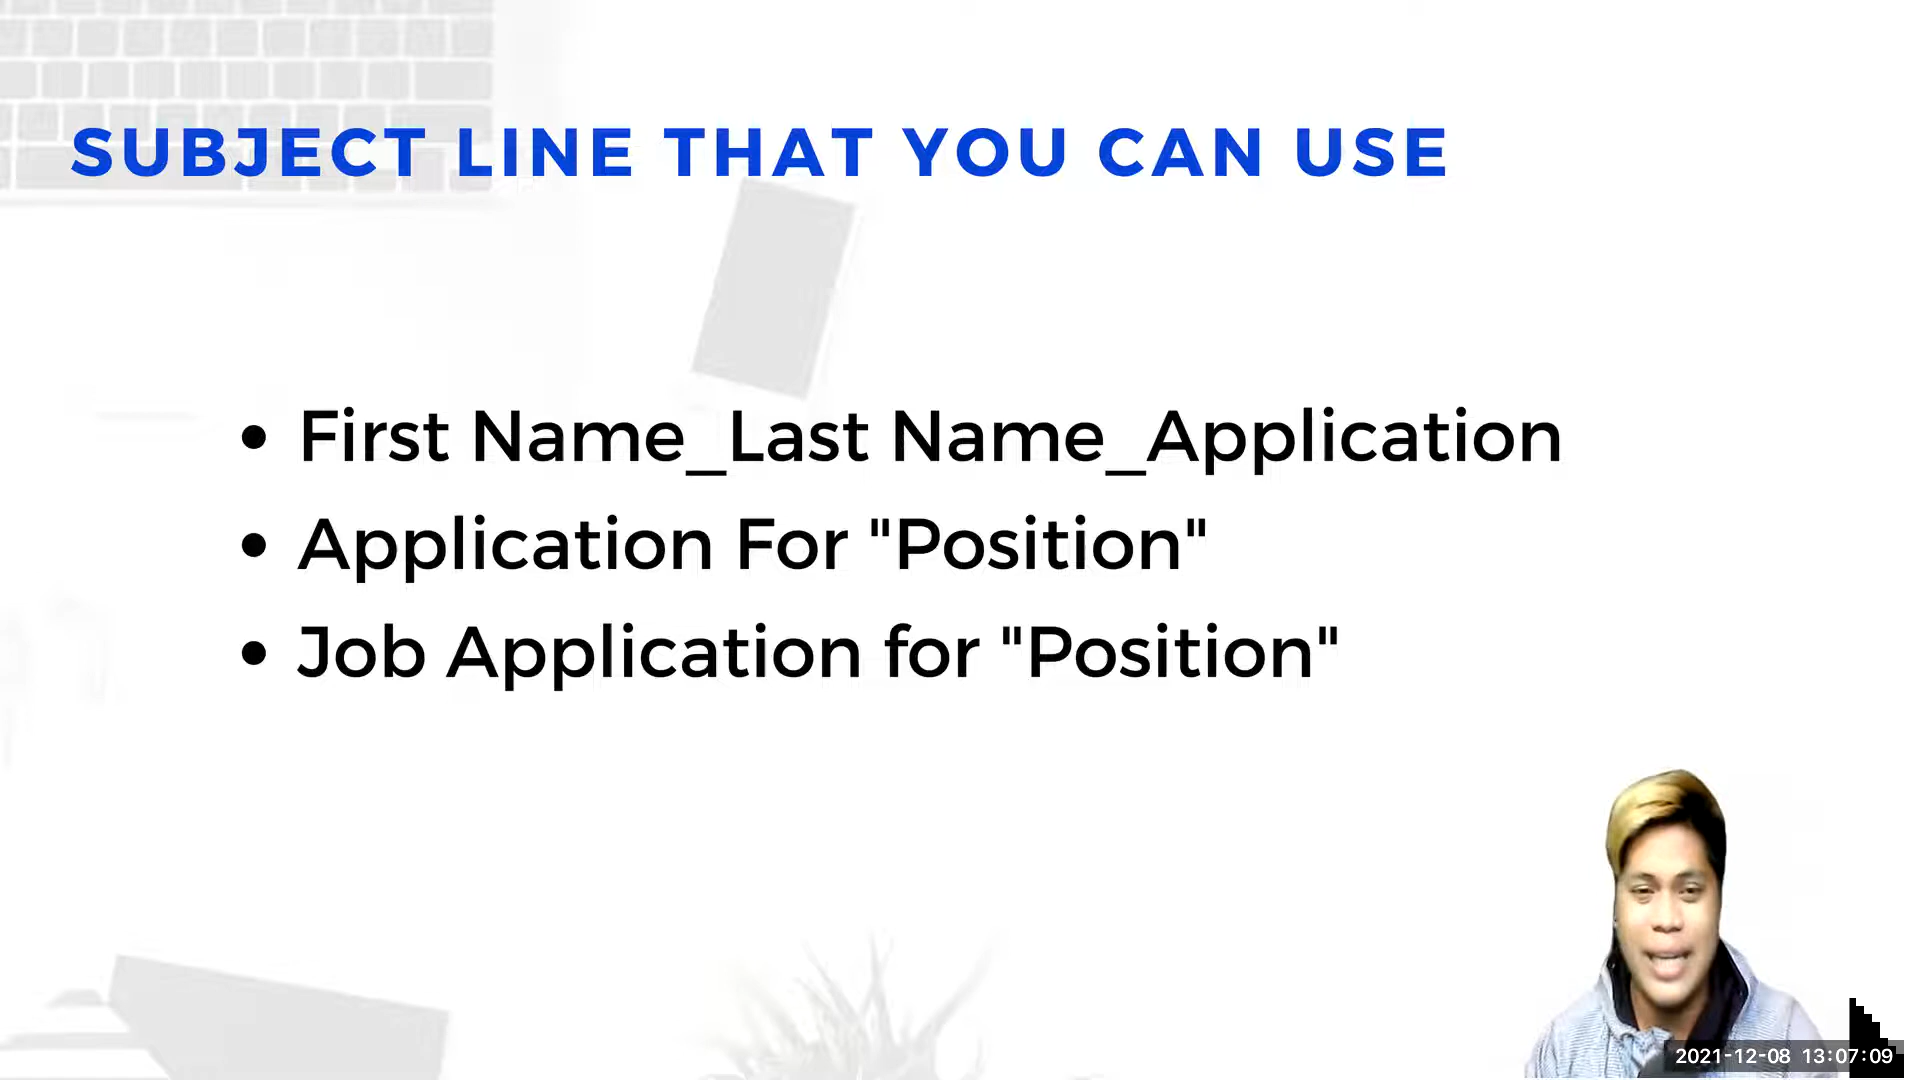 SUBJECT LINE THAT YOU CAN USE
• First Name_Last Name_Application
• Application For "Position"
• Job Application for "Position"
2021-12-08 13:07:09